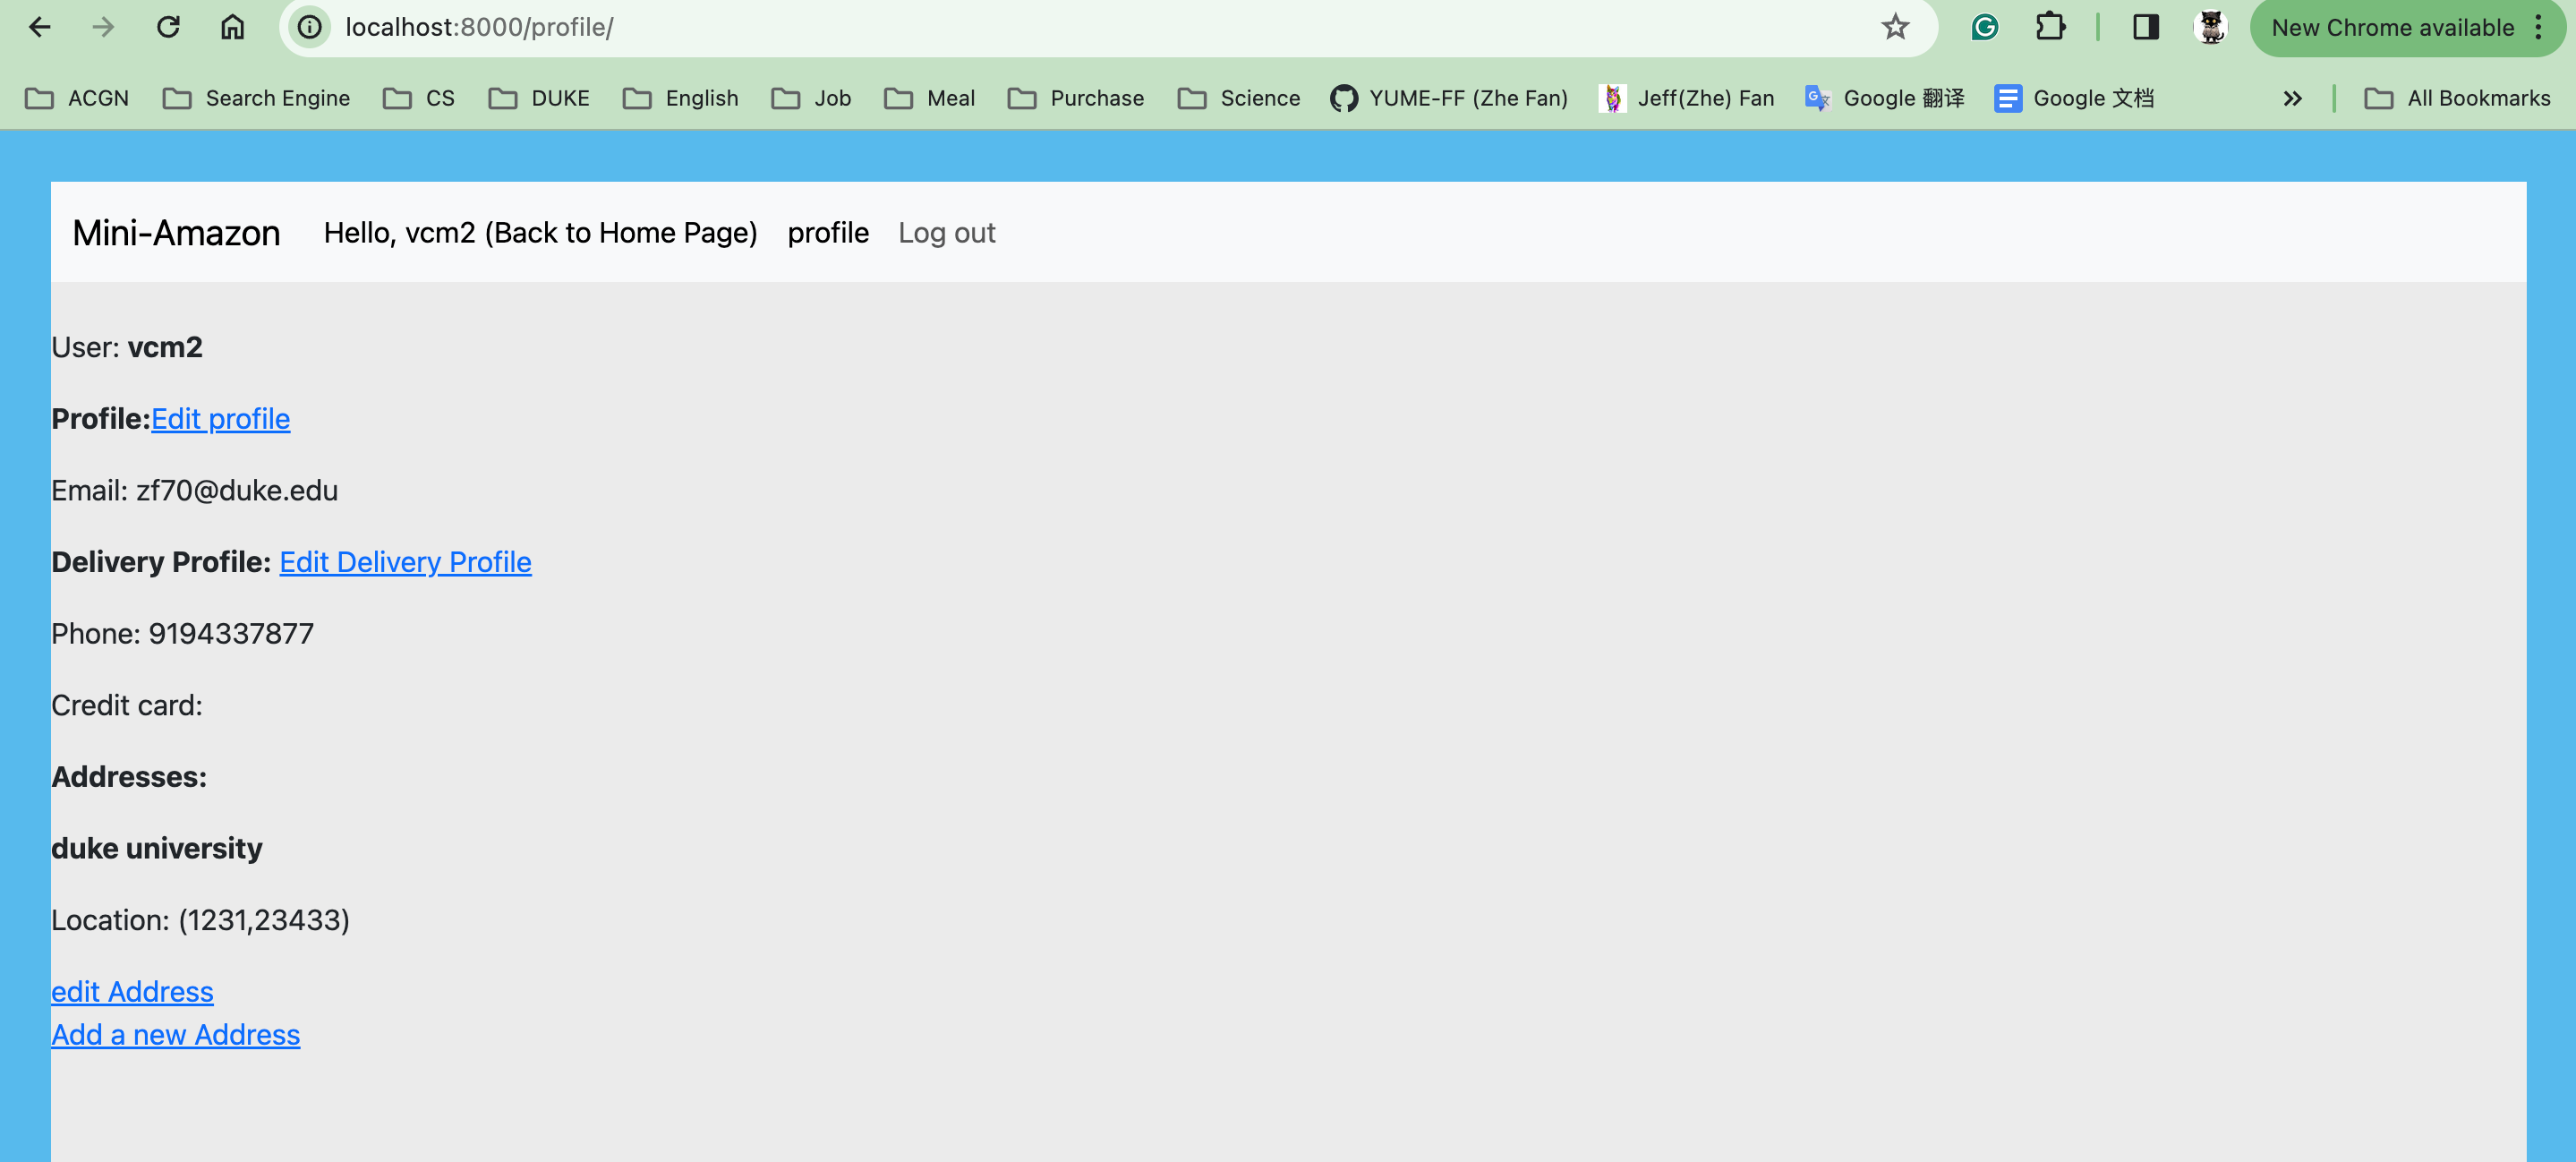 localhost:8000/profile/
New Chrome available
ACGN Search Engine CS DUKE English Job Meal Purchase Science YUME-FF (Zhe Fan) Jeff(Zhe) Fan Google 翻译 Google 文档 » All Bookmarks
Mini-Amazon Hello, vcm2 (Back to Home Page) profile Log out
User: vcm2
Profile:Edit profile
Email: zf70@duke.edu
Delivery Profile: Edit Delivery Profile
Phone: 9194337877
Credit card:
Addresses:
duke university
Location: (1231,23433)
edit Address
Add a new Address